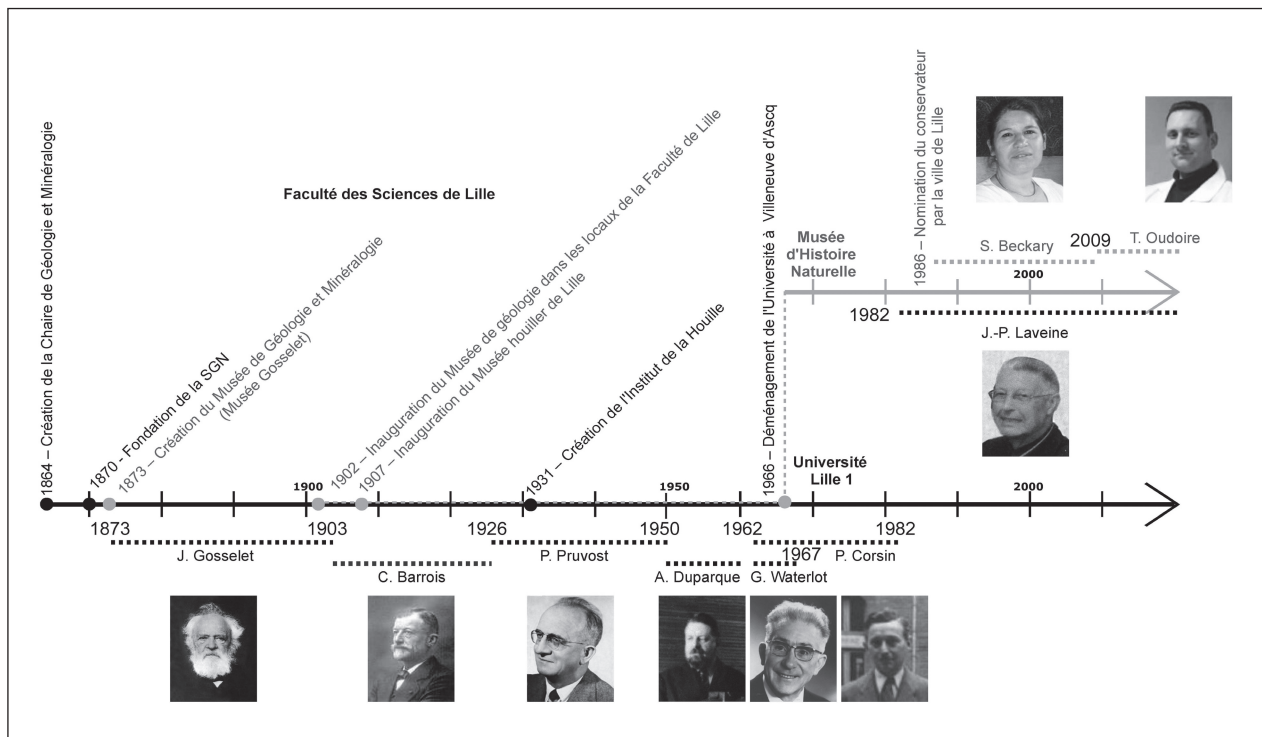 1864 – Création de la Chaire de Géologie et Minéralogie
1870 - Fondation de la SGN
1873 – Création du Musée de Géologie et Minéralogie
(Musée Gosselet)
Faculté des Sciences de Lille
1902 – Inauguration du Musée de géologie dans les locaux de la Faculté de Lille
1907 – Inauguration du Musée houiller de Lille
1931 – Création de l'Institut de la Houille
1966 – Déménagement de l'Université à Villeneuve d'Ascq
1986 – Nomination du conservateur
par la ville de Lille
Musée
d'Histoire
Naturelle
S. Beckary
2009
T. Oudoire
2000
1982
J.-P. Laveine
Université
Lille 1
1900
1950
2000
1873
1903
1926
1950
1962
1982
1967
J. Gosselet
P. Pruvost
P. Corsin
C. Barrois
A. Duparque
G. Waterlot